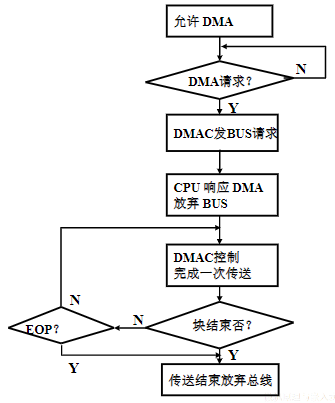 允许 DMA
DMA请求？
N
Y
DMAC发BUS请求
CPU 响应 DMA
放弃 BUS
DMAC控制
完成一次传送
N
N
EOP？
块结束否？
Y
Y
传送结束放弃总线